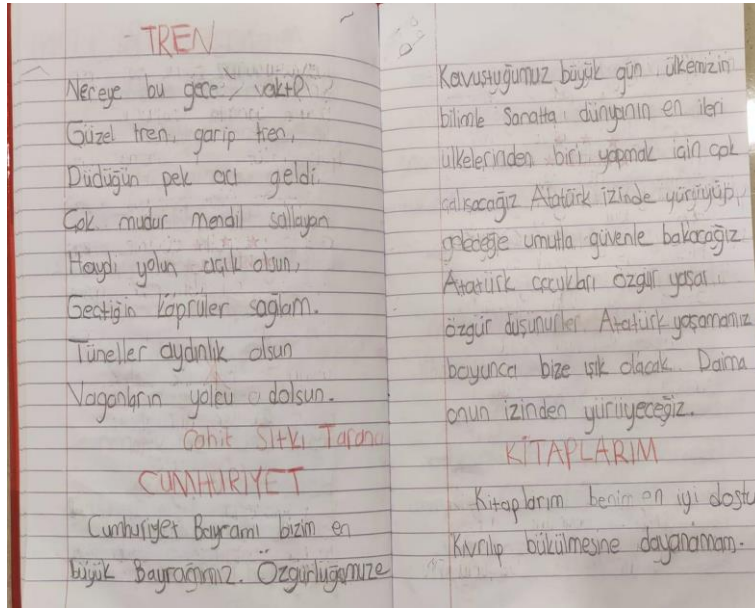 TREN
Nereye bu gece vakti?
Güzel tren, garip tren,
Düdüğün pek acı geldi.
Çok mudur mendil sallayan
Haydi yolun açık olsun,
Geçtiğin köprüler sağlam.
Tüneller aydınlık olsun
Vagonların yolcu dolsun.
Cahit Sıtkı Tarancı
CUMHURİYET
Cumhuriyet Bayramı bizim en
büyük Bayrağımız. Özgürlüğümüze
Kavuştuğumuz büyük gün ülkemizin
bilimle Sanatta dünyanın en ileri
ülkelerinden biri yapmak için çok
çalışacağız Atatürk izinde yürüyüp,
geleceğe umutla güvenle bakacağız.
Atatürk çocukları özgür yaşar
özgür düşünürler Atatürk yaşamamız
boyunca bize ışık olacak. Daima
onun izinden yürüyeceğiz.
KİTAPLARIM
Kitaplarım benim en iyi dostu
Kıvrılıp bükülmesine dayanamam.